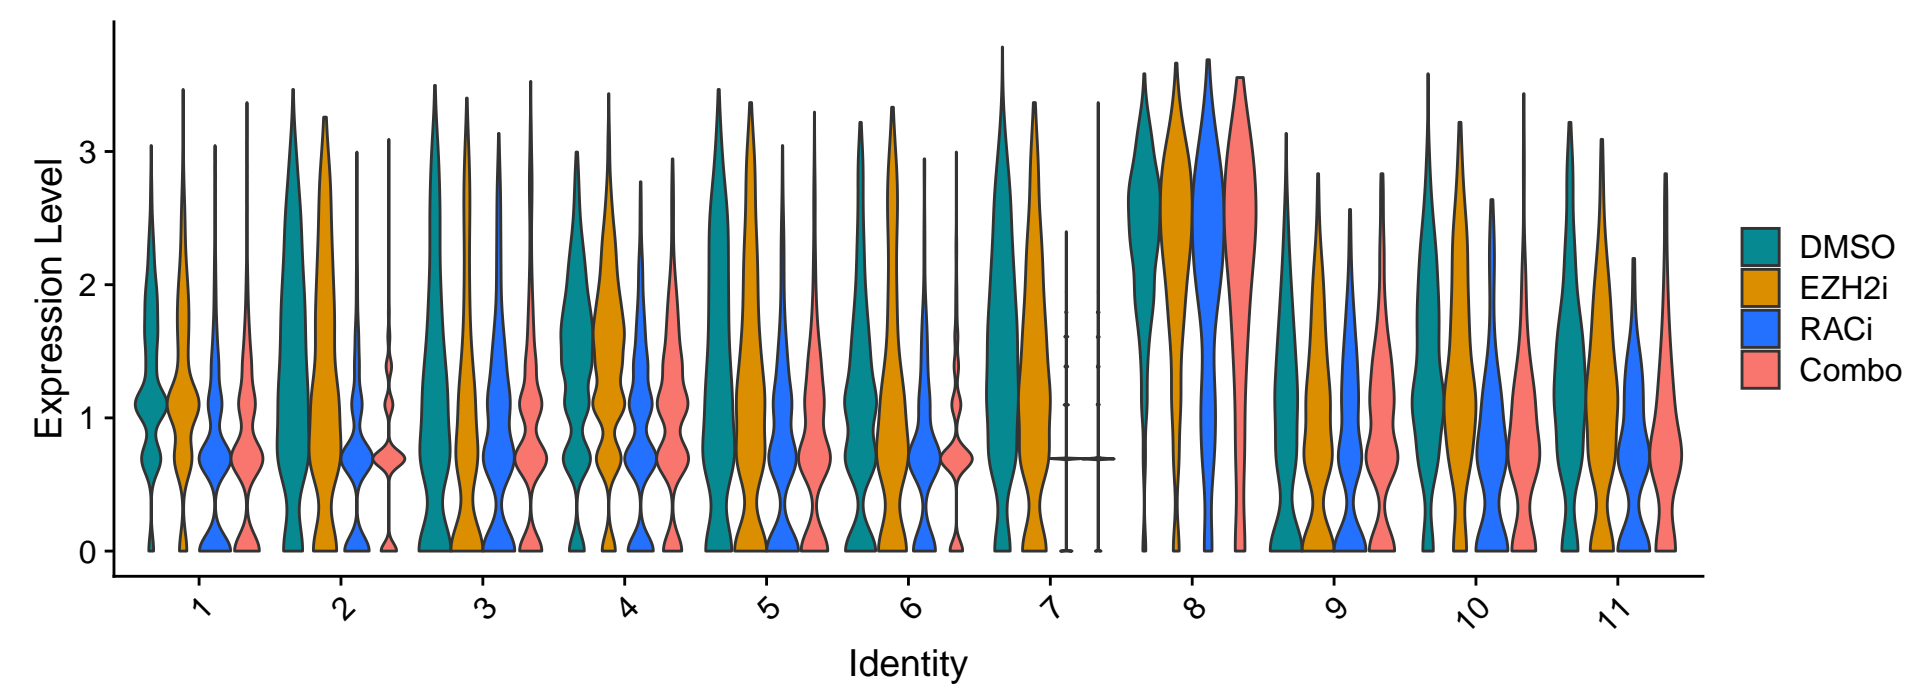 Expression Level
3
2
1
0
1 2 3 4 5 6 7 8 9 10 11
Identity
DMSO
EZH2i
RACi
Combo